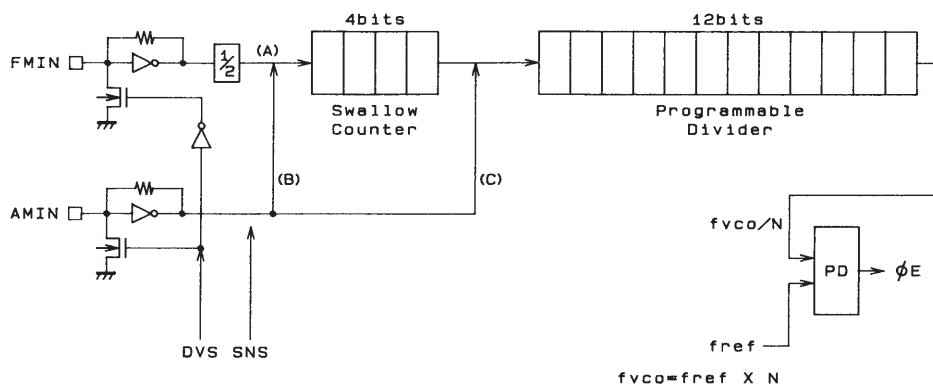 4bits
12bits
FMIN
1/2
(A)
Swallow
Counter
Programmable
Divider
(B)
(C)
AMIN
fvco/N
PD
ϕE
DVS
SNS
fref
fvco=fref X N